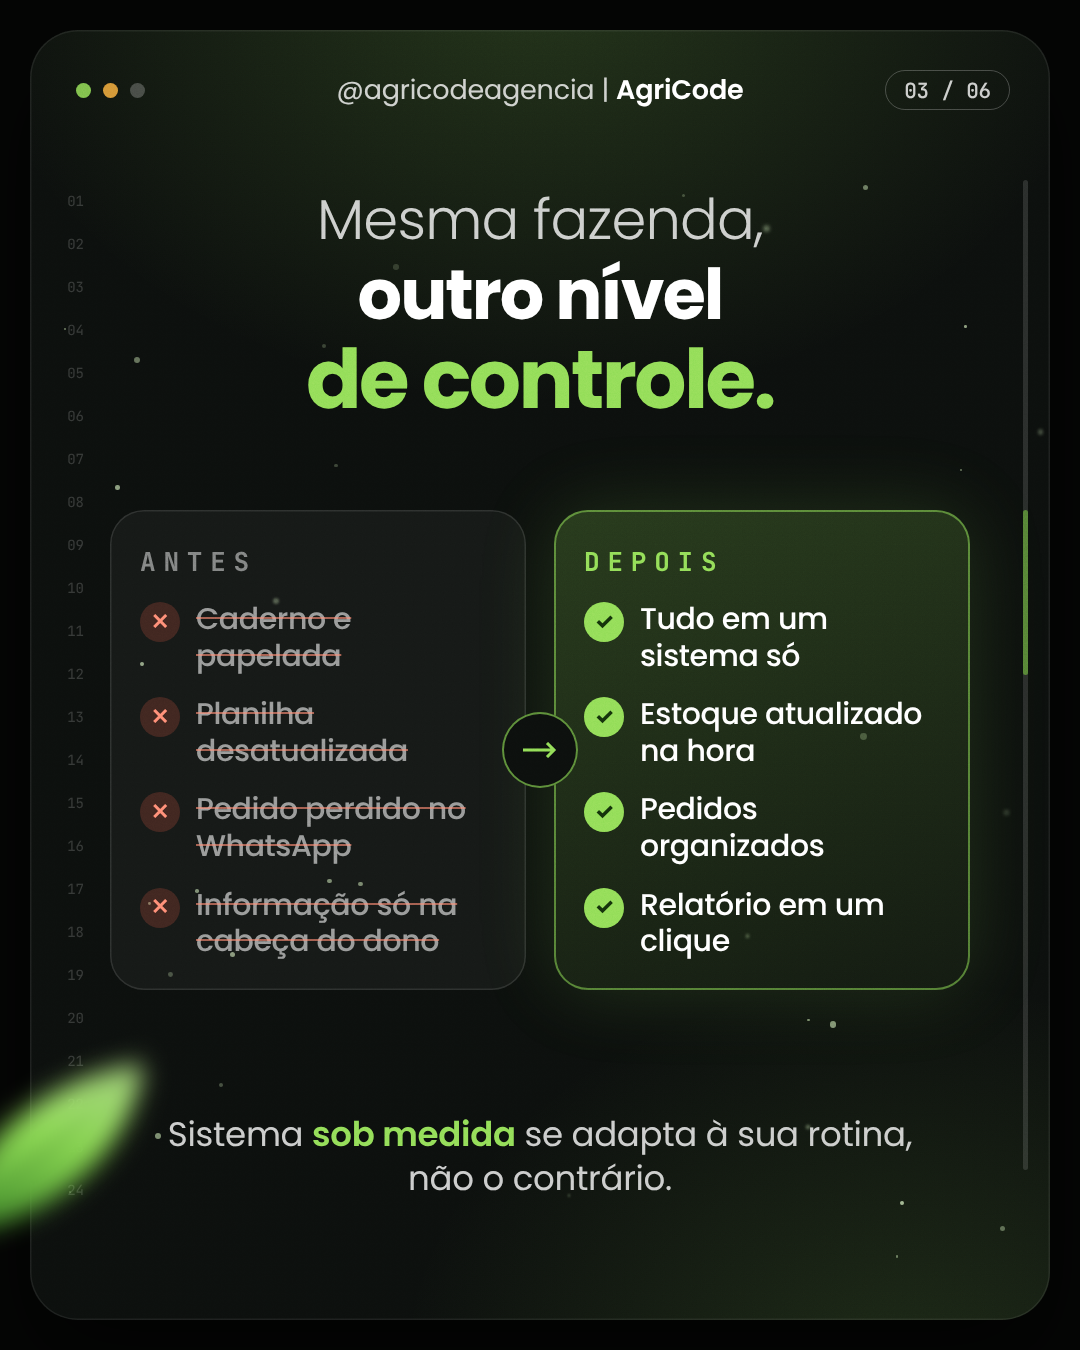 @agricodeagencia | AgriCode
03 / 06
Mesma fazenda,
outro nível
de controle.
01
02
03
04
05
06
07
08
09
10
11
12
13
14
15
16
17
18
19
20
21
24
ANTES
Caderno e
papelada
Planilha
desatualizada
Pedido perdido no
WhatsApp
Informação só na
cabeça do dono
DEPOIS
Tudo em um
sistema só
Estoque atualizado
na hora
Pedidos
organizados
Relatório em um
clique
Sistema sob medida se adapta à sua rotina,
não o contrário.